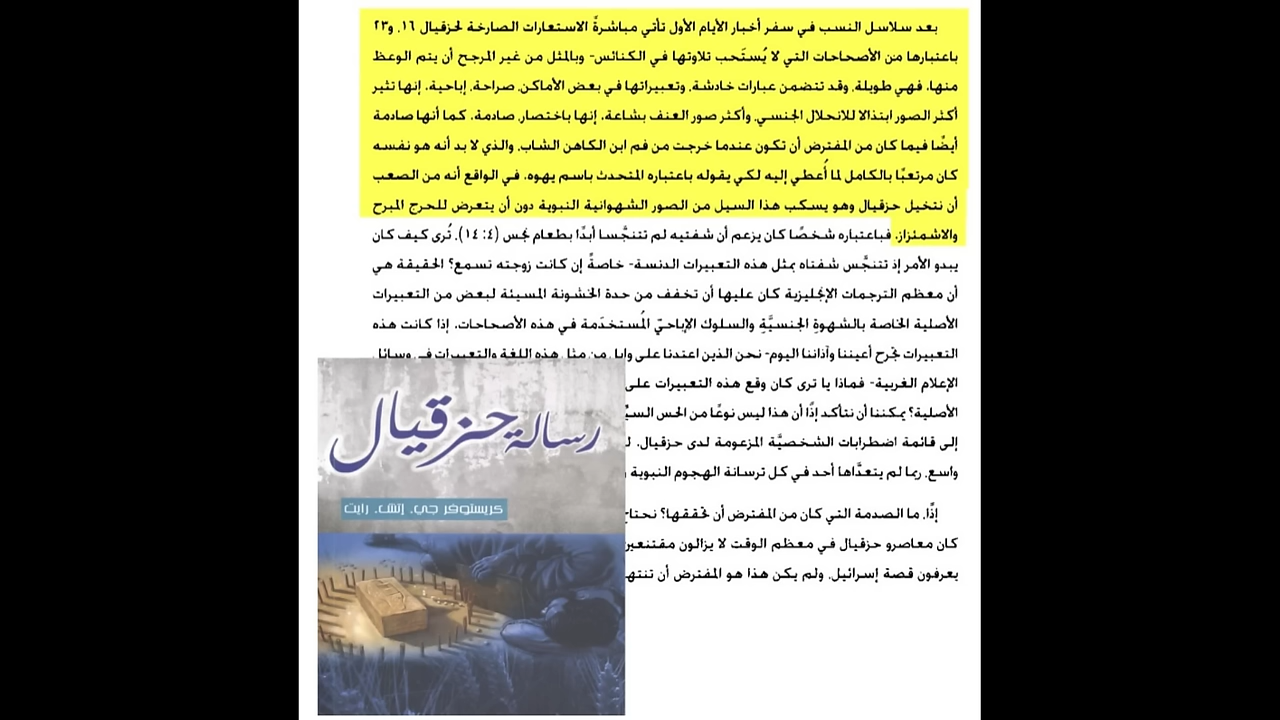 بعد سلاسل النسب في سفر أخبار الأيام الأول تأتي مباشرةً الاستعارات الصارخة لحزقيال ١٦، و٢٣
باعتبارها من الأصحاحات التي لا يُستَحب تلاوتها في الكنائس- وبالمثل من غير المرجح أن يتم الوعظ
منها، فهي طويلة، وقد تتضمن عبارات خادشة، وتعبيراتها في بعض الأماكن، صراحة، إباحية، إنها تثير
أكثر الصور ابتذالا للانحلال الجنسي، وأكثر صور العنف بشاعة، إنها باختصار، صادمة، كما أنها صادمة
أيضًا فيما كان من المفترض أن تكون عندما خرجت من فم ابن الكاهن الشاب، والذي لا بد أنه هو نفسه
كان مرتعبًا بالكامل لما أُعطي إليه لكي يقوله باعتباره المتحدث باسم يهوه، في الواقع أنه من الصعب
أن نتخيل حزقيال وهو يسكب هذا السيل من الصور الشهوانية النبوية دون أن يتعرض للحرج المبرح
والاشمئزاز. فباعتباره شخصًا كان يزعم أن شفتيه لم تتنجَّسا أبدًا بطعام نجس (٤: ١٤)، تُرى كيف كان
يبدو الأمر إذ تتنجَّس شفتاه بمثل هذه التعبيرات الدنسة- خاصةً إن كانت زوجته تسمع؟ الحقيقة هي
أن معظم الترجمات الإنجليزية كان عليها أن تخفف من حدة الخشونة المسيئة لبعض من التعبيرات
الأصلية الخاصة بالشهوةِ الجنسيَّةِ والسلوك الإباحيّ المُستخدَمة في هذه الأصحاحات، إذا كانت هذه
التعبيرات تجرح أعيننا وآذاننا اليوم- نحن الذين اعتدنا على وابل من مثل هذه اللغة والتعبيرات في وسائل
الإعلام الغربية- فماذا يا ترى كان وقع هذه التعبيرات على
الأصلية؟ يمكننا أن نتأكد إذًا أن هذا ليس نوعًا من الحس
إلى قائمة اضطرابات الشخصيَّة المزعومة لدى حزقيال،
واسع، ربما لم يتعدَّاها أحد في كل ترسانة الهجوم النبوية
إذًا، ما الصدمة التي كان من المفترض أن تحققها؟
كان معاصرو حزقيال في معظم الوقت لا يزالون
يعرفون قصة إسرائيل، ولم يكن هذا هو المفترض أن
رسالة حزقيال
كريستوفر جي. إتش. رايت